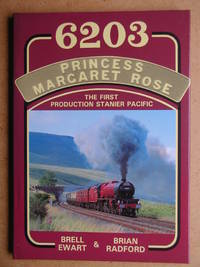 6203
PRINCESS
MARGARET ROSE
THE FIRST
PRODUCTION STANIER PACIFIC
BRELL BRIAN
EWART & RADFORD